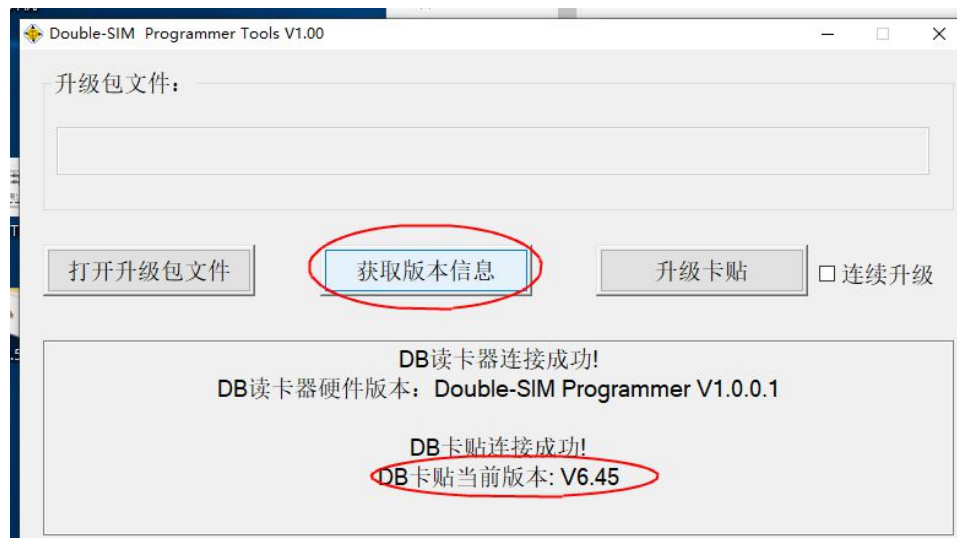 Double-SIM Programmer Tools V1.00
升级包文件：
打开升级包文件
获取版本信息
升级卡贴
连续升级
DB读卡器连接成功!
DB读卡器硬件版本：Double-SIM Programmer V1.0.0.1
DB卡贴连接成功!
DB卡贴当前版本: V6.45